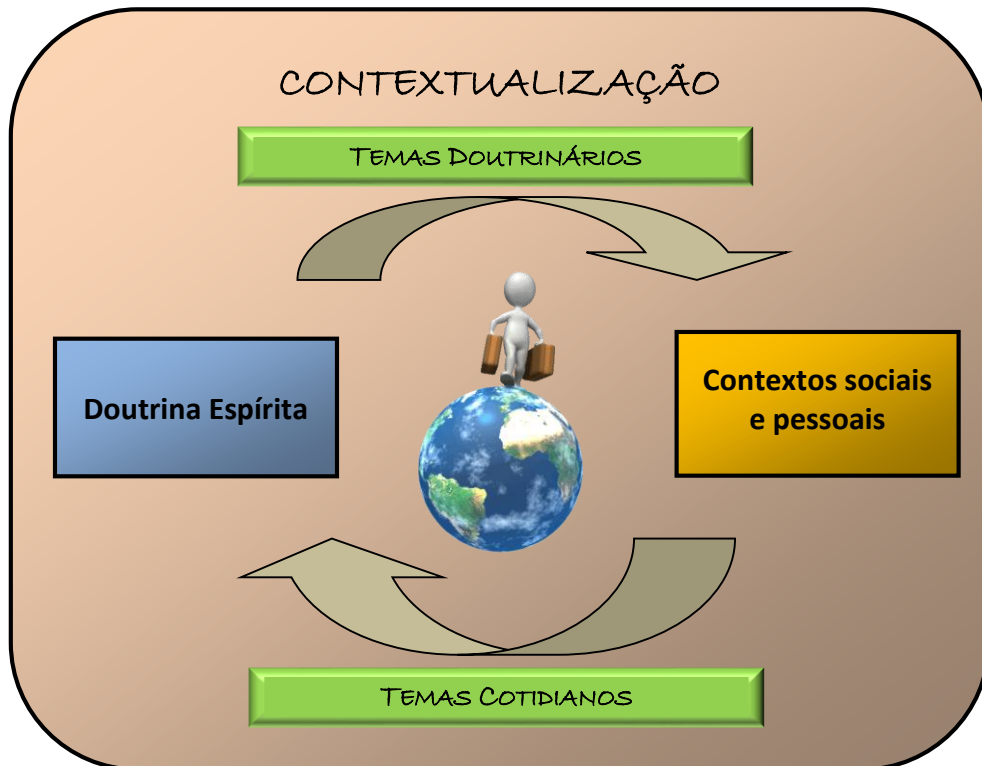 CONTEXTUALIZAÇÃO
TEMAS DOUTRINÁRIOS
Doutrina Espírita
Contextos sociais
e pessoais
TEMAS COTIDIANOS